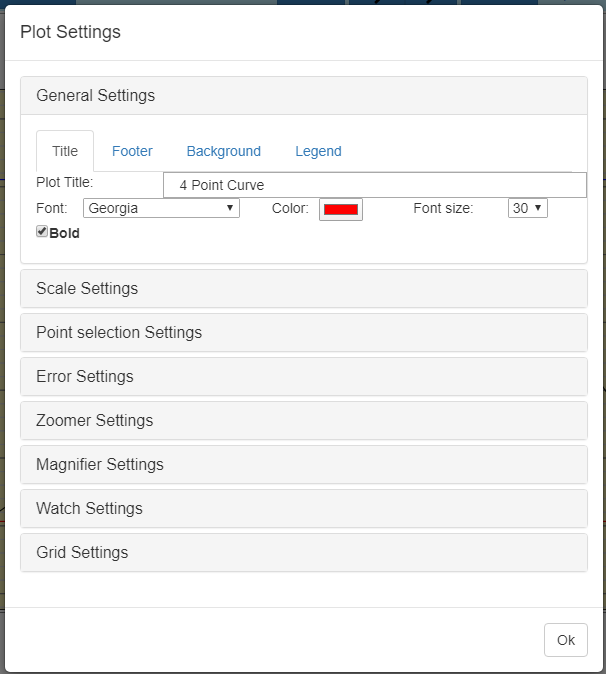 Plot Settings
General Settings
Title Footer Background Legend
Plot Title: 4 Point Curve
Font: Georgia Color: Font size: 30
Bold
Scale Settings
Point selection Settings
Error Settings
Zoomer Settings
Magnifier Settings
Watch Settings
Grid Settings
Ok